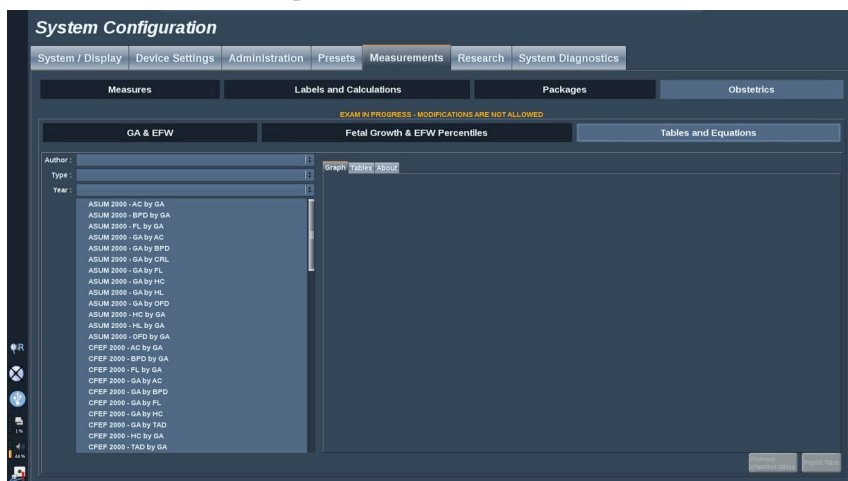 System Configuration
System / Display Device Settings Administration Presets Measurements Research System Diagnostics
Measures Labels and Calculations Packages Obstetrics
EXAM IN PROGRESS - MODIFICATIONS ARE NOT ALLOWED
GA & EFW Fetal Growth & EFW Percentiles Tables and Equations
Author :
Type :
Year :
Graph Tables About
ASUM 2000 - AC by GA
ASUM 2000 - BPD by GA
ASUM 2000 - FL by GA
ASUM 2000 - GA by AC
ASUM 2000 - GA by BPD
ASUM 2000 - GA by CRL
ASUM 2000 - GA by FL
ASUM 2000 - GA by HC
ASUM 2000 - GA by HL
ASUM 2000 - GA by OFD
ASUM 2000 - HC by GA
ASUM 2000 - HL by GA
ASUM 2000 - OFD by GA
CFEF 2000 - AC by GA
CFEF 2000 - BPD by GA
CFEF 2000 - FL by GA
CFEF 2000 - GA by AC
CFEF 2000 - GA by BPD
CFEF 2000 - GA by FL
CFEF 2000 - GA by HC
CFEF 2000 - GA by TAD
CFEF 2000 - HC by GA
CFEF 2000 - TAD by GA
R
1%
44%
Remove
imported tables
Import Table